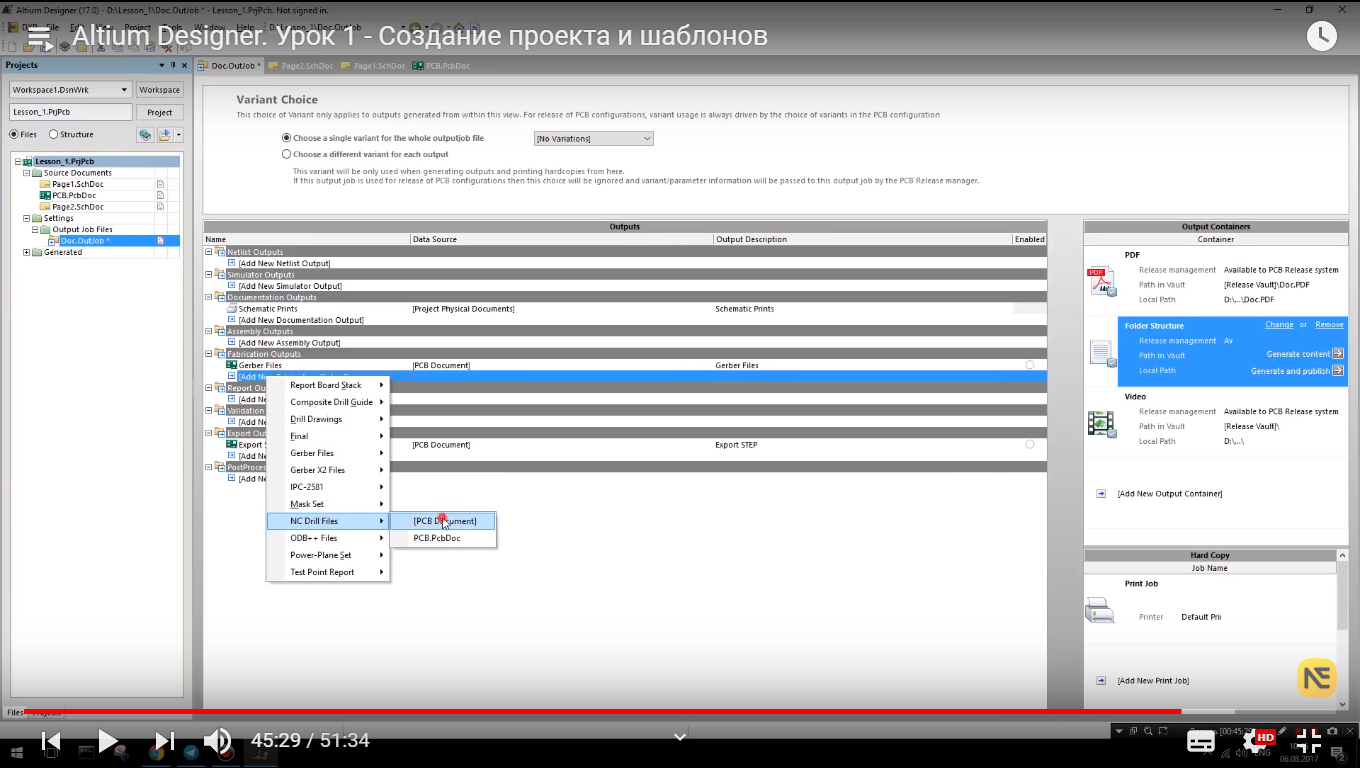 Altium Designer (17.0) - D:\Lesson_1\Doc.OutJob * - Lesson_1.PrjPcb. Not signed in.
Altium Designer. Урок 1 - Создание проекта и шаблонов
Projects
Doc.OutJob *
Page2.SchDoc
Page1.SchDoc
PCB.PcbDoc
Workspace1.DsnWrk
Workspace
Lesson_1.PrjPcb
Project
Files
Structure
Lesson_1.PrjPcb
Source Documents
Page1.SchDoc
PCB.PcbDoc
Page2.SchDoc
Settings
Output Job Files
Doc.OutJob *
Generated
Variant Choice
This choice of Variant only applies to outputs generated from within this view. For release of PCB configurations, variant usage is always driven by the choice of variants in the PCB configuration
Choose a single variant for the whole outputjob file
[No Variations]
Choose a different variant for each output
This variant will be only used when generating outputs and printing hardcopies from here.
If this output job is used for release of PCB configurations then this choice will be ignored and variant/parameter information will be passed to this output job by the PCB Release manager.
Outputs
Name
Data Source
Output Description
Enabled
Netlist Outputs
[Add New Netlist Output]
Simulator Outputs
[Add New Simulator Output]
Documentation Outputs
Schematic Prints
[Project Physical Documents]
Schematic Prints
[Add New Documentation Output]
Assembly Outputs
[Add New Assembly Output]
Fabrication Outputs
Gerber Files
[PCB Document]
Gerber Files
Report Ou
[Add Ne
Validation
[Add Ne
Export Out
Export S
[PCB Document]
Export STEP
[Add Ne
PostProces
[Add Ne
Report Board Stack
Composite Drill Guide
Drill Drawings
Final
Gerber Files
Gerber X2 Files
IPC-2581
Mask Set
NC Drill Files
ODB++ Files
Power-Plane Set
Test Point Report
[PCB Document]
PCB.PcbDoc
Output Containers
Container
PDF
Release management Available to PCB Release system
Path in Vault [Release Vault]\Doc.PDF
Local Path D:\...\Doc.PDF
Folder Structure Change or Remove
Release management Av
Path in Vault Generate content
Local Path Generate and publish
Video
Release management Available to PCB Release system
Path in Vault [Release Vault]\
Local Path D:\...\
[Add New Output Container]
Hard Copy
Job Name
Print Job
Printer Default Pri
[Add New Print Job]
NE
Files
45:29 / 51:34
HD
ENG
06.08.2017